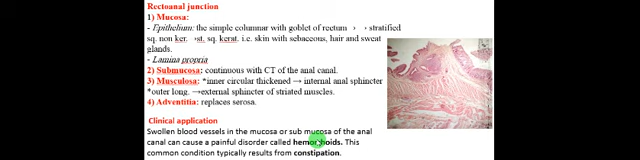 Rectoanal junction
1) Mucosa:
- Epithelium: the simple columnar with goblet of rectum → → stratified
sq. non ker. →st. sq. kerat. i.e. skin with sebaceous, hair and sweat
glands.
- Lamina propria
2) Submucosa: continuous with CT of the anal canal.
3) Musculosa: *inner circular thickened → internal anal sphincter
*outer long. →external sphincter of striated muscles.
4) Adventitia: replaces serosa.
Clinical application
Swollen blood vessels in the mucosa or sub mucosa of the anal
canal can cause a painful disorder called hemorrhoids. This
common condition typically results from constipation.